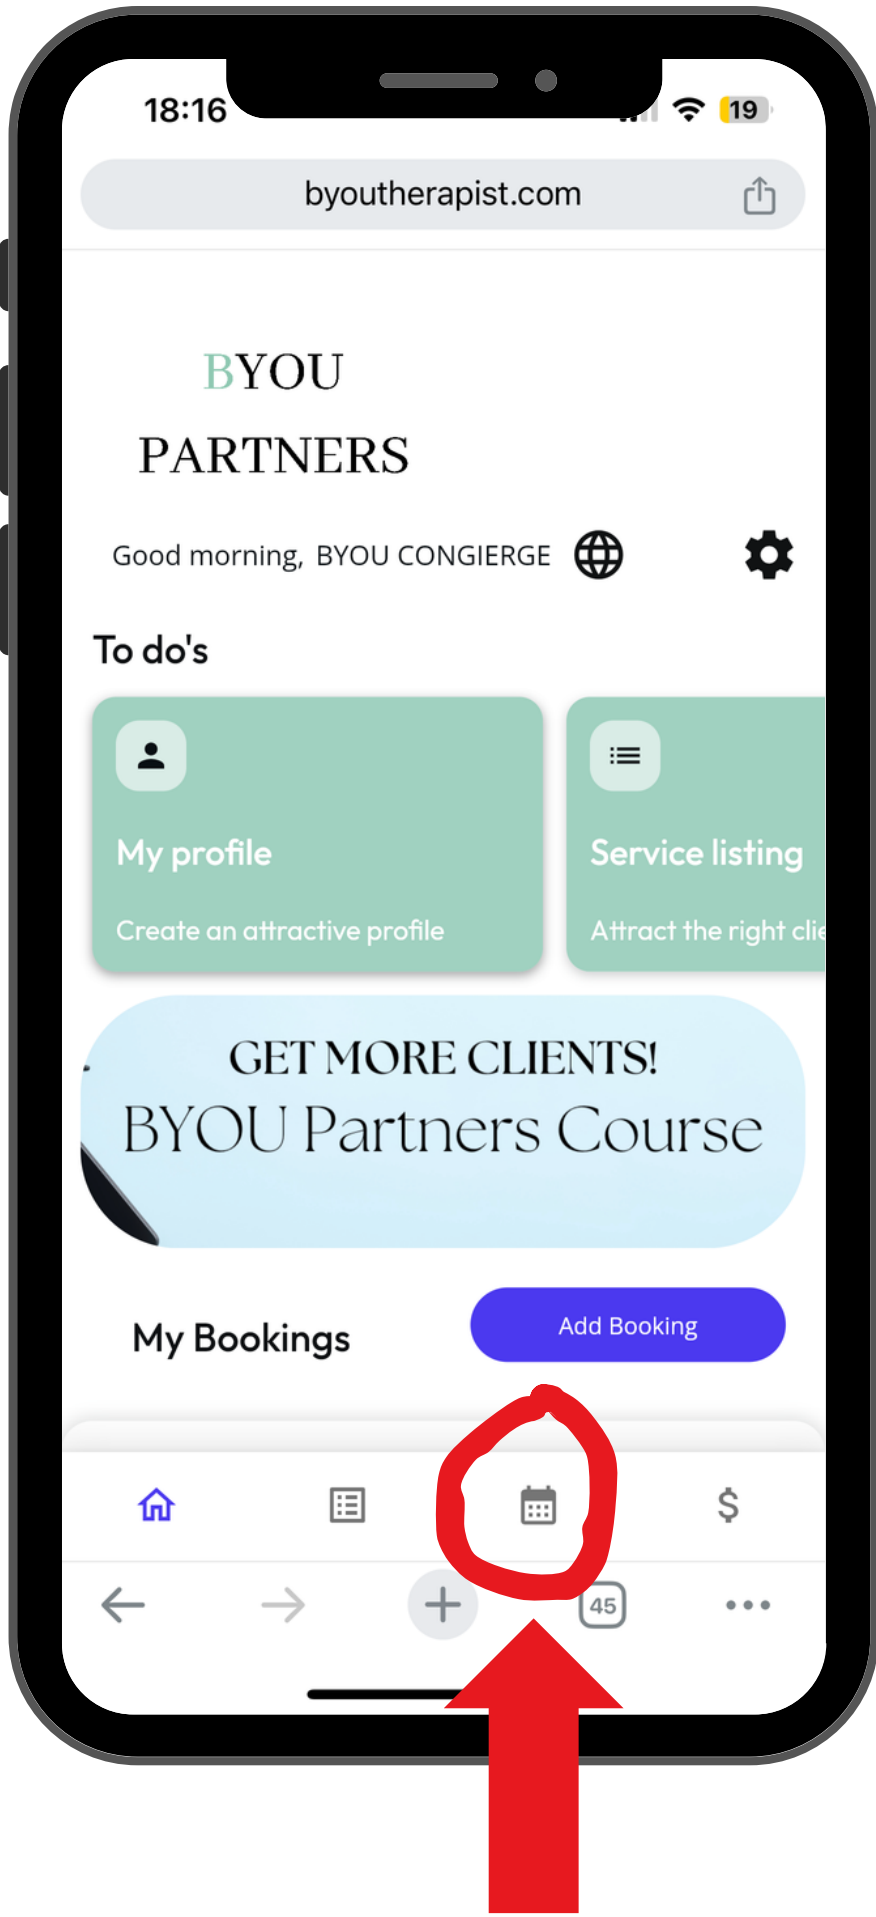 18:16
19
byoutherapist.com
BYOU
PARTNERS
Good morning, BYOU CONGIERGE
To do's
My profile
Service listing
Create an attractive profile
Attract the right clie
GET MORE CLIENTS!
BYOU Partners Course
My Bookings
Add Booking
$
45